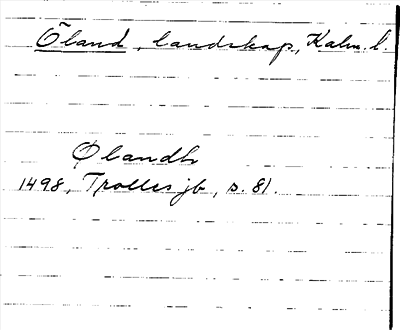 Öland, landskap, Kalm. l.
Ølandh
1498, Trolles jb, s. 81.